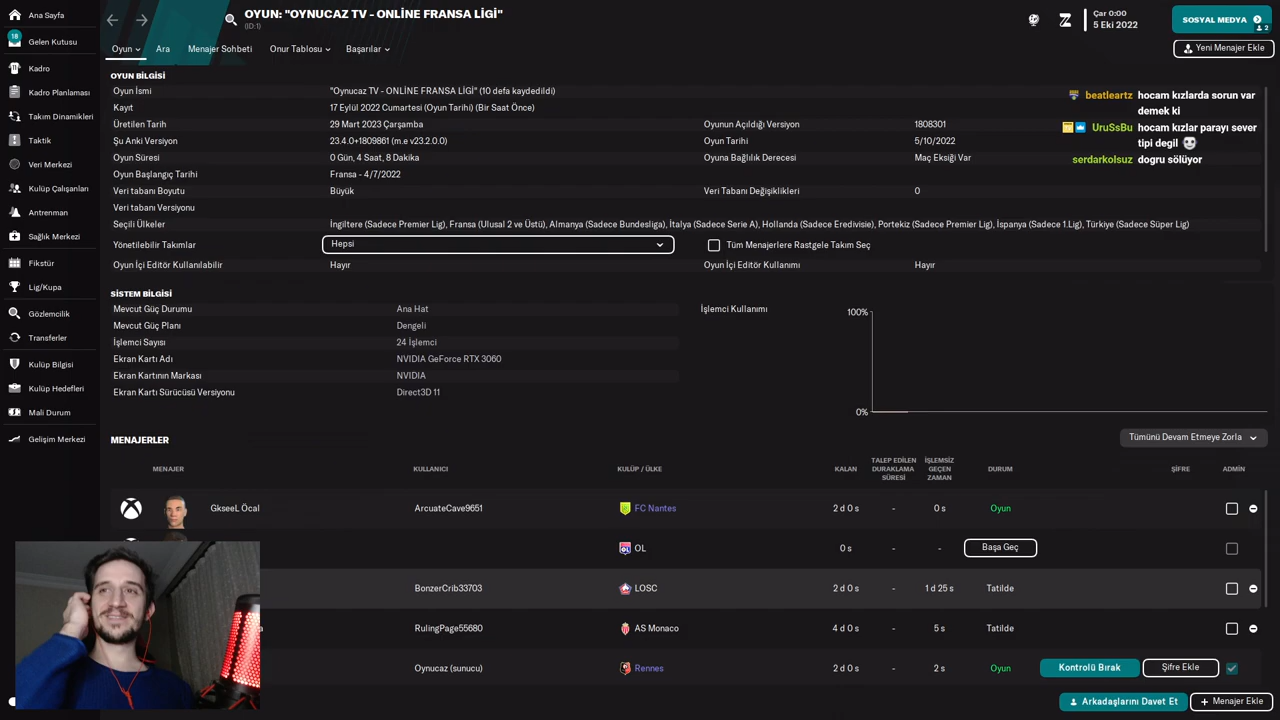 Ana Sayfa
OYUN: "OYNUCAZ TV - ONLİNE FRANSA LİGİ"
(ID:1)
Çar 0:00
5 Eki 2022
SOSYAL MEDYA
2
18
Gelen Kutusu
Oyun
Ara
Menajer Sohbeti
Onur Tablosu
Başarılar
Yeni Menajer Ekle
Kadro
Kadro Planlaması
Takım Dinamikleri
Taktik
Veri Merkezi
Kulüp Çalışanları
Antrenman
Sağlık Merkezi
Fikstür
Lig/Kupa
Gözlemcilik
Transferler
Kulüp Bilgisi
Kulüp Hedefleri
Mali Durum
Gelişim Merkezi
OYUN BİLGİSİ
Oyun İsmi "Oynucaz TV - ONLİNE FRANSA LİGİ" (10 defa kaydedildi)
Kayıt 17 Eylül 2022 Cumartesi (Oyun Tarihi) (Bir Saat Önce)
Üretilen Tarih 29 Mart 2023 Çarşamba Oyunun Açıldığı Versiyon 1808301
Şu Anki Versiyon 23.4.0+1809861 (m.e v23.2.0.0) Oyun Tarihi 5/10/2022
Oyun Süresi 0 Gün, 4 Saat, 8 Dakika Oyuna Bağlılık Derecesi Maç Eksiği Var
Oyun Başlangıç Tarihi Fransa - 4/7/2022
Veri tabanı Boyutu Büyük Veri Tabanı Değişiklikleri 0
Veri tabanı Versiyonu
Seçili Ülkeler İngiltere (Sadece Premier Lig), Fransa (Ulusal 2 ve Üstü), Almanya (Sadece Bundesliga), İtalya (Sadece Serie A), Hollanda (Sadece Eredivisie), Portekiz (Sadece Premier Lig), İspanya (Sadece 1.Lig), Türkiye (Sadece Süper Lig)
Yönetilebilir Takımlar Hepsi Tüm Menajerlere Rastgele Takım Seç
Oyun İçi Editör Kullanılabilir Hayır Oyun İçi Editör Kullanımı Hayır
beatleartz hocam kızlarda sorun var
demek ki
UruSsBu hocam kızlar parayı sever
tipi degil
serdarkolsuz dogru sölüyor
SİSTEM BİLGİSİ
Mevcut Güç Durumu Ana Hat
Mevcut Güç Planı Dengeli
İşlemci Sayısı 24 İşlemci
Ekran Kartı Adı NVIDIA GeForce RTX 3060
Ekran Kartının Markası NVIDIA
Ekran Kartı Sürücüsü Versiyonu Direct3D 11
İşlemci Kullanımı
100%
0%
MENAJERLER
Tümünü Devam Etmeye Zorla
MENAJER KULLANICI KULÜP / ÜLKE KALAN TALEP EDİLEN DURAKLAMA SÜRESİ İŞLEMSİZ GEÇEN ZAMAN DURUM ŞİFRE ADMIN
GkseeL Öcal ArcuateCave9651 FC Nantes 2 d 0 s - 0 s Oyun
OL 0 s - - Başa Geç
BonzerCrib33703 LOSC 2 d 0 s - 1 d 25 s Tatilde
RulingPage55680 AS Monaco 4 d 0 s - 5 s Tatilde
Oynucaz (sunucu) Rennes 2 d 0 s - 2 s Oyun Kontrolü Bırak Şifre Ekle
Arkadaşlarını Davet Et
Menajer Ekle